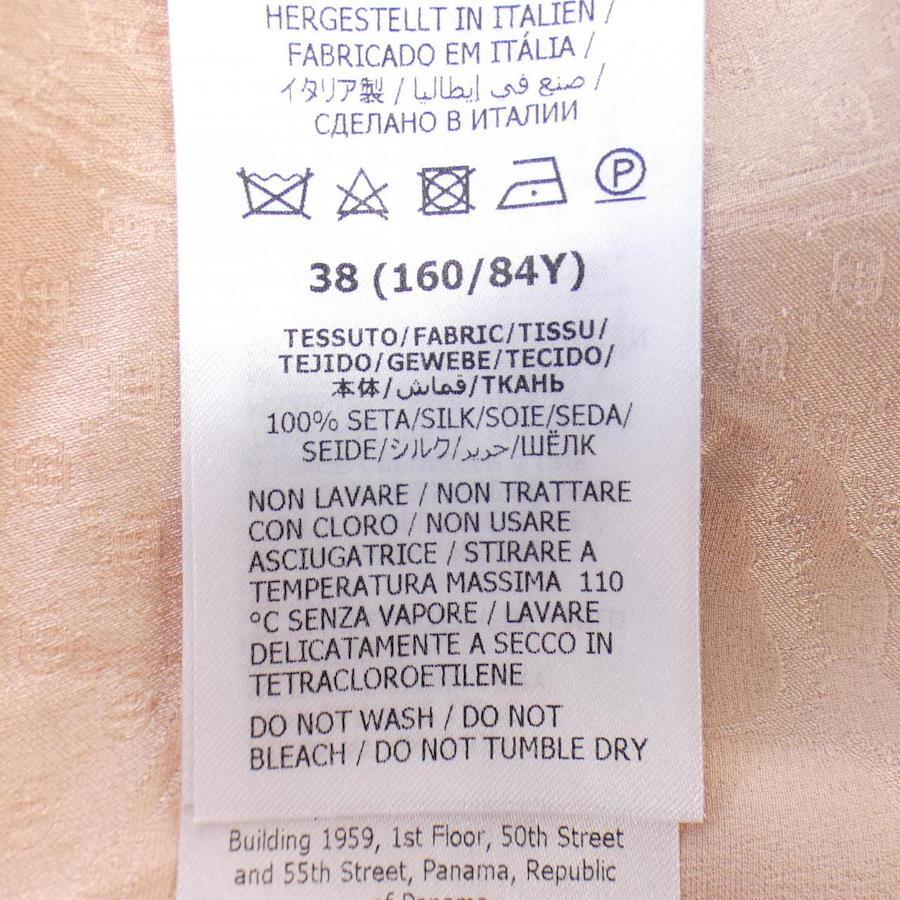 HERGESTELLT IN ITALIEN /
FABRICADO EM ITÁLIA /
イタリア製 / صنع في إيطاليا /
СДЕЛАНО В ИТАЛИИ
P
38 (160/84Y)
TESSUTO/FABRIC/TISSU/
TEJIDO/GEWEBE/TECIDO/
本体/قماش/ТКАНЬ
100% SETA/SILK/SOIE/SEDA/
SEIDE/シルク/حرير/ШЁЛК
NON LAVARE / NON TRATTARE
CON CLORO / NON USARE
ASCIUGATRICE / STIRARE A
TEMPERATURA MASSIMA 110
°C SENZA VAPORE / LAVARE
DELICATAMENTE A SECCO IN
TETRACLOROETILENE
DO NOT WASH / DO NOT
BLEACH / DO NOT TUMBLE DRY
Building 1959, 1st Floor, 50th Street
and 55th Street, Panama, Republic
of Panama